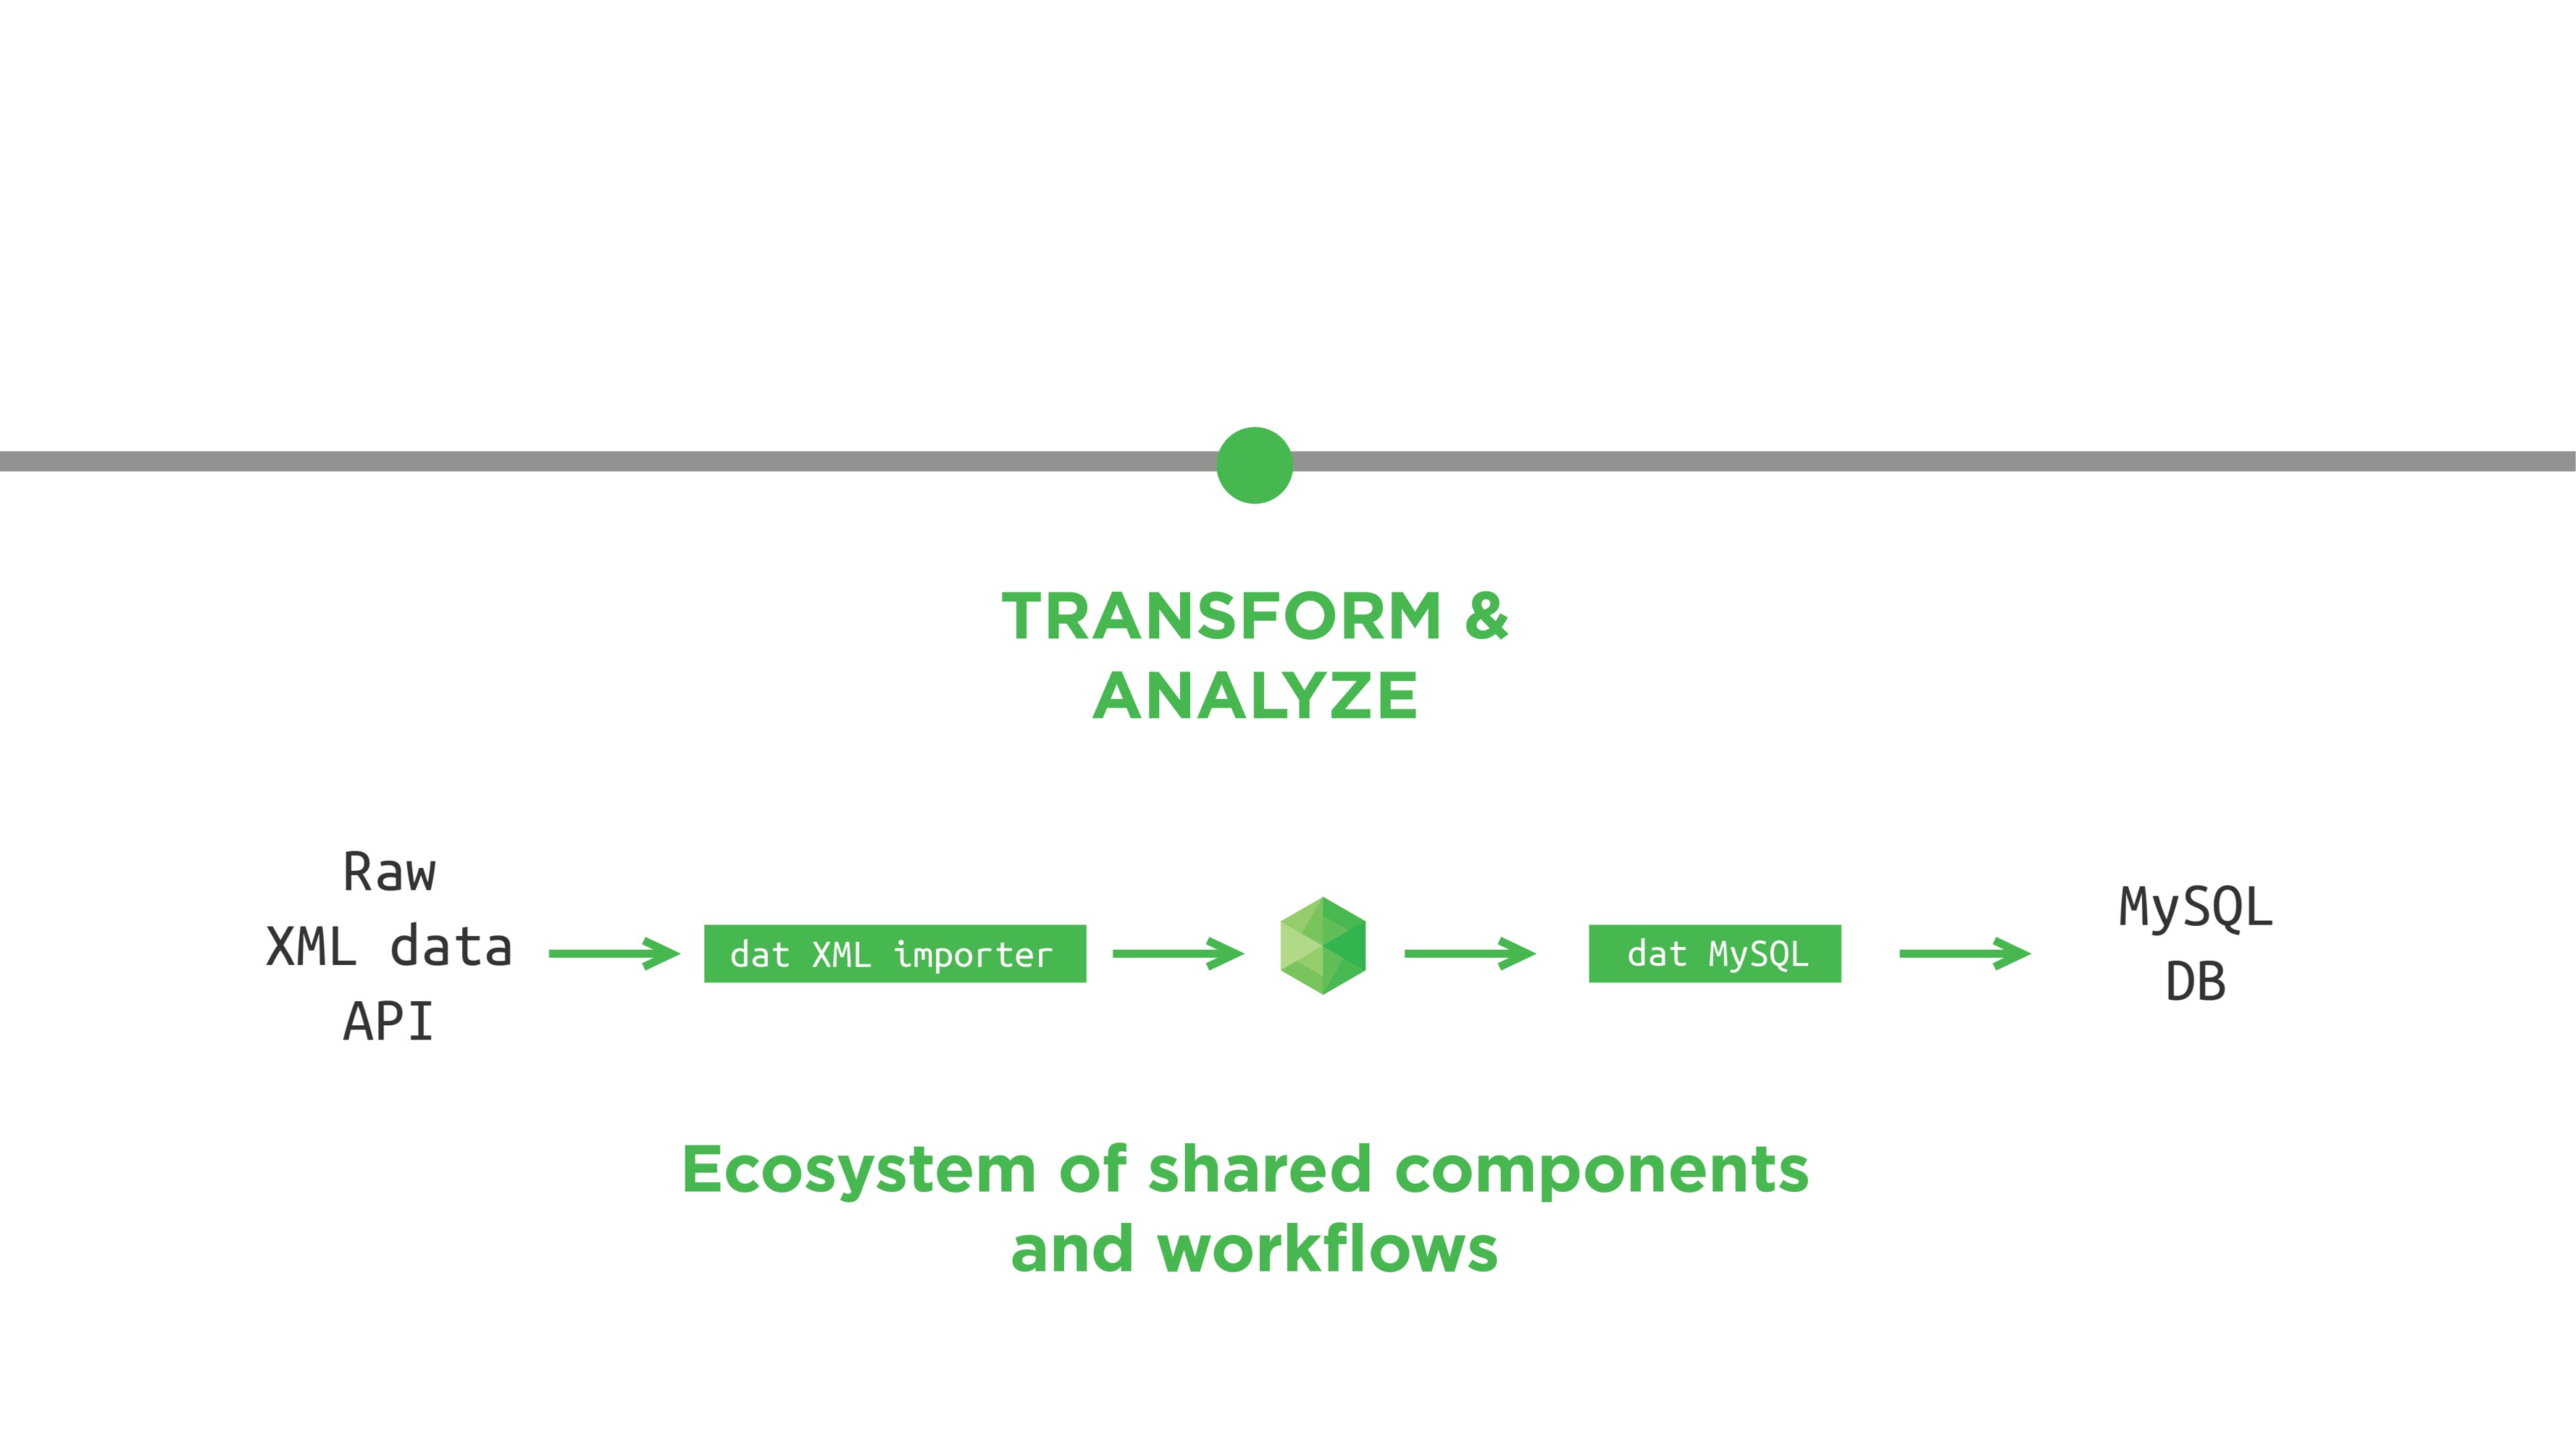 TRANSFORM &
ANALYZE
Raw
XML data
API
dat XML importer
dat MySQL
MySQL
DB
Ecosystem of shared components
and workflows